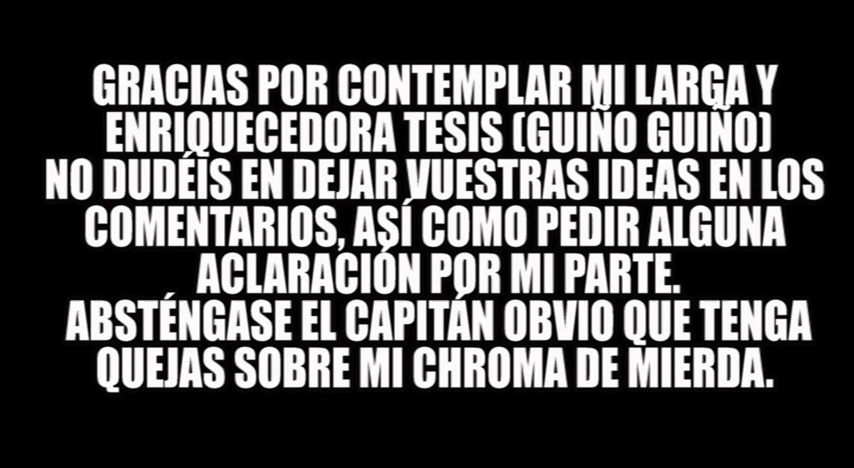 GRACIAS POR CONTEMPLAR MI LARGA Y
ENRIQUECEDORA TESIS (GUIÑO GUIÑO)
NO DUDÉIS EN DEJAR VUESTRAS IDEAS EN LOS
COMENTARIOS, ASÍ COMO PEDIR ALGUNA
ACLARACIÓN POR MI PARTE.
ABSTÉNGASE EL CAPITÁN OBVIO QUE TENGA
QUEJAS SOBRE MI CHROMA DE MIERDA.